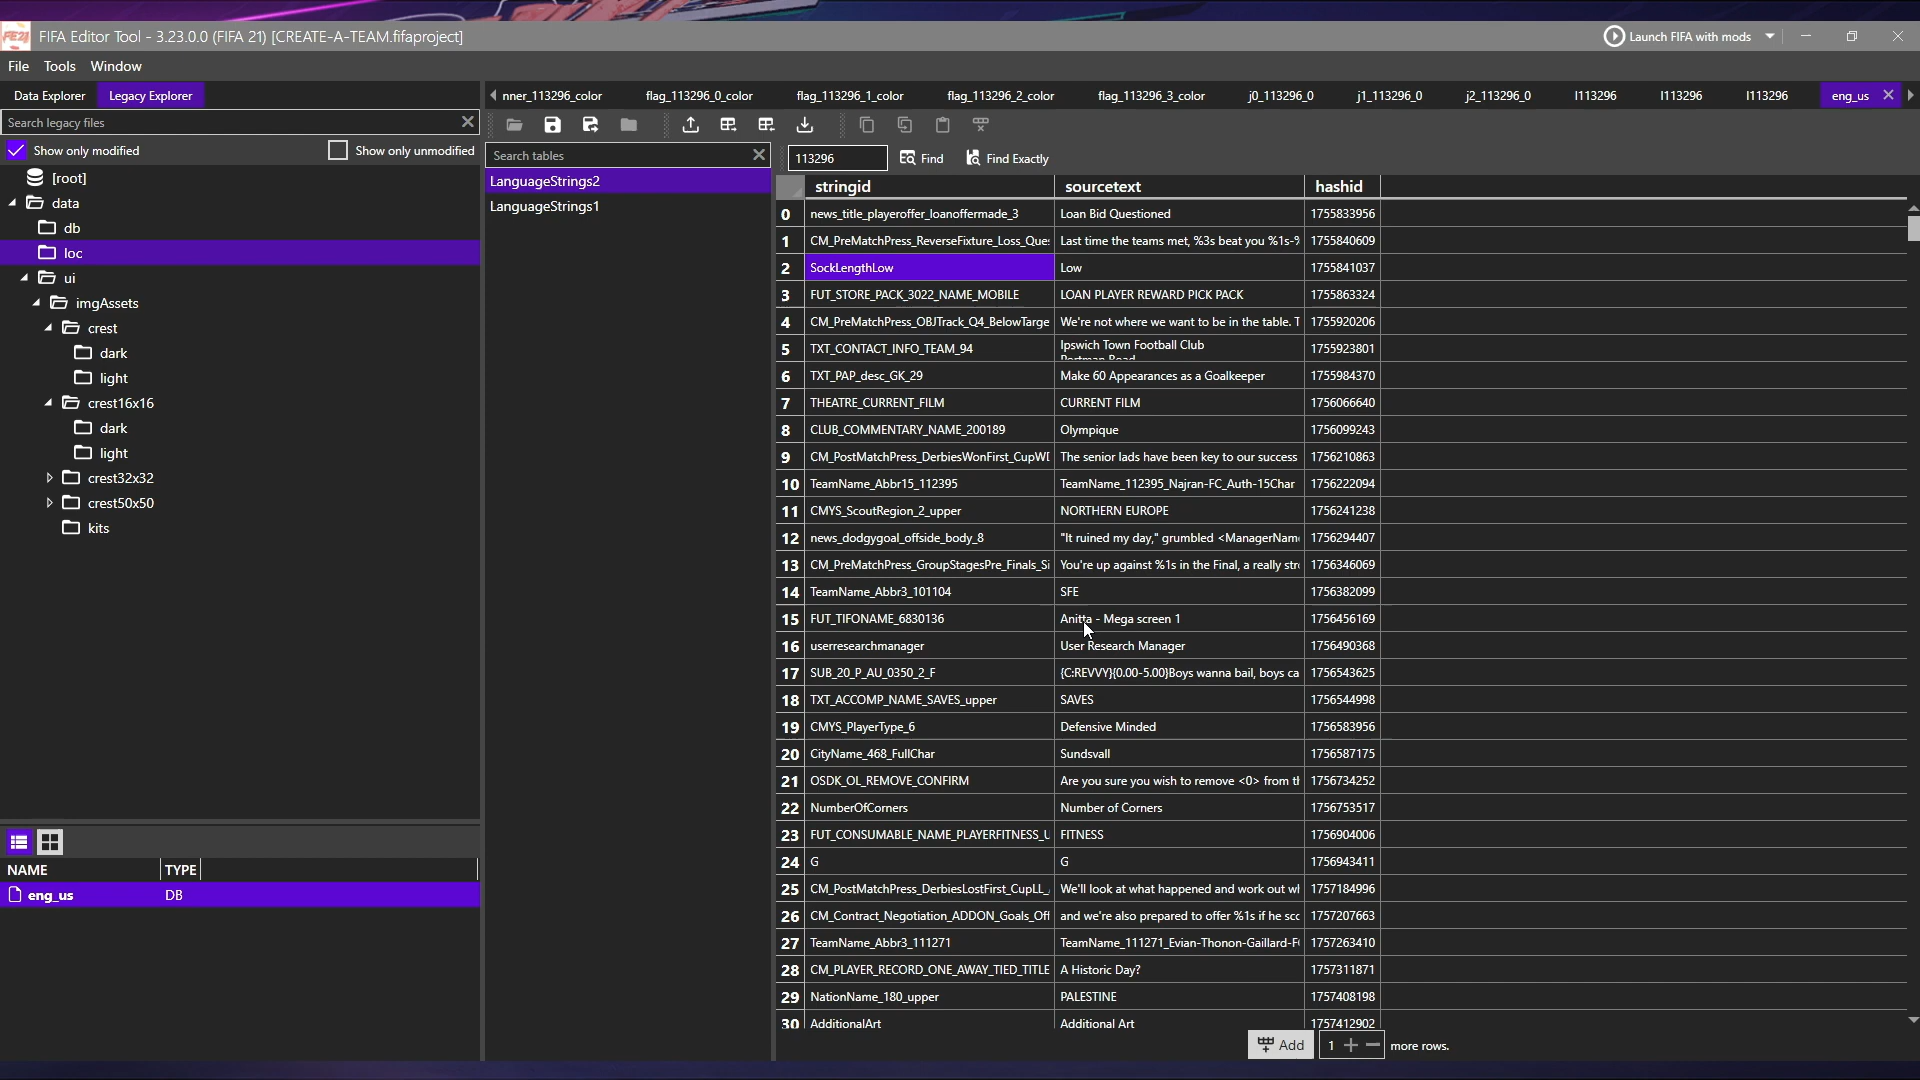 FE21 FIFA Editor Tool - 3.23.0.0 (FIFA 21) [CREATE-A-TEAM.fifaproject]
Launch FIFA with mods
File Tools Window
Data Explorer Legacy Explorer
nner_113296_color flag_113296_0_color flag_113296_1_color flag_113296_2_color flag_113296_3_color j0_113296_0 j1_113296_0 j2_113296_0 l113296 l113296 l113296 eng_us
Search legacy files
Show only modified Show only unmodified
[root]
data
db
loc
ui
imgAssets
crest
dark
light
crest16x16
dark
light
crest32x32
crest50x50
kits
NAME TYPE
eng_us DB
Search tables
LanguageStrings2
LanguageStrings1
113296 Find Find Exactly
stringid sourcetext hashid
0 news_title_playeroffer_loanoffermade_3 Loan Bid Questioned 1755833956
1 CM_PreMatchPress_ReverseFixture_Loss_Que Last time the teams met, %3s beat you %1s-% 1755840609
2 SockLengthLow Low 1755841037
3 FUT_STORE_PACK_3022_NAME_MOBILE LOAN PLAYER REWARD PICK PACK 1755863324
4 CM_PreMatchPress_OBJTrack_Q4_BelowTarge We're not where we want to be in the table. T 1755920206
5 TXT_CONTACT_INFO_TEAM_94 Ipswich Town Football Club 1755923801
Portman Road
6 TXT_PAP_desc_GK_29 Make 60 Appearances as a Goalkeeper 1755984370
7 THEATRE_CURRENT_FILM CURRENT FILM 1756066640
8 CLUB_COMMENTARY_NAME_200189 Olympique 1756099243
9 CM_PostMatchPress_DerbiesWonFirst_CupWI The senior lads have been key to our success 1756210863
10 TeamName_Abbr15_112395 TeamName_112395_Najran-FC_Auth-15Char 1756222094
11 CMYS_ScoutRegion_2_upper NORTHERN EUROPE 1756241238
12 news_dodgygoal_offside_body_8 "It ruined my day," grumbled <ManagerNam 1756294407
13 CM_PreMatchPress_GroupStagesPre_Finals_Si You're up against %1s in the Final, a really str 1756346069
14 TeamName_Abbr3_101104 SFE 1756382099
15 FUT_TIFONAME_6830136 Anitta - Mega screen 1 1756456169
16 userresearchmanager User Research Manager 1756490368
17 SUB_20_P_AU_0350_2_F {C:REVVY}{0.00-5.00}Boys wanna bail, boys ca 1756543625
18 TXT_ACCOMP_NAME_SAVES_upper SAVES 1756544998
19 CMYS_PlayerType_6 Defensive Minded 1756583956
20 CityName_468_FullChar Sundsvall 1756587175
21 OSDK_OL_REMOVE_CONFIRM Are you sure you wish to remove <0> from th 1756734252
22 NumberOfCorners Number of Corners 1756753517
23 FUT_CONSUMABLE_NAME_PLAYERFITNESS_U FITNESS 1756904006
24 G G 1756943411
25 CM_PostMatchPress_DerbiesLostFirst_CupLL_ We'll look at what happened and work out wh 1757184996
26 CM_Contract_Negotiation_ADDON_Goals_Off and we're also prepared to offer %1s if he sco 1757207663
27 TeamName_Abbr3_111271 TeamName_111271_Evian-Thonon-Gaillard-F 1757263410
28 CM_PLAYER_RECORD_ONE_AWAY_TIED_TITLE A Historic Day? 1757311871
29 NationName_180_upper PALESTINE 1757408198
30 AdditionalArt Additional Art 1757412902
Add 1 more rows.